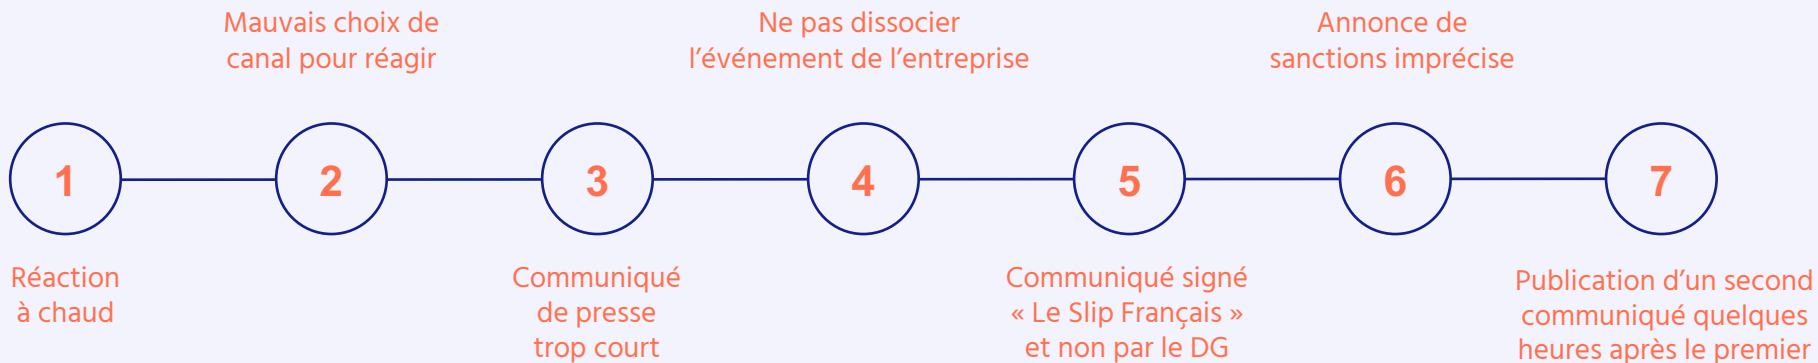 Mauvais choix de
canal pour réagir
Ne pas dissocier
l’événement de l’entreprise
Annonce de
sanctions imprécise
1
2
3
4
5
6
7
Réaction
à chaud
Communiqué
de presse
trop court
Communiqué signé
« Le Slip Français »
et non par le DG
Publication d’un second
communiqué quelques
heures après le premier